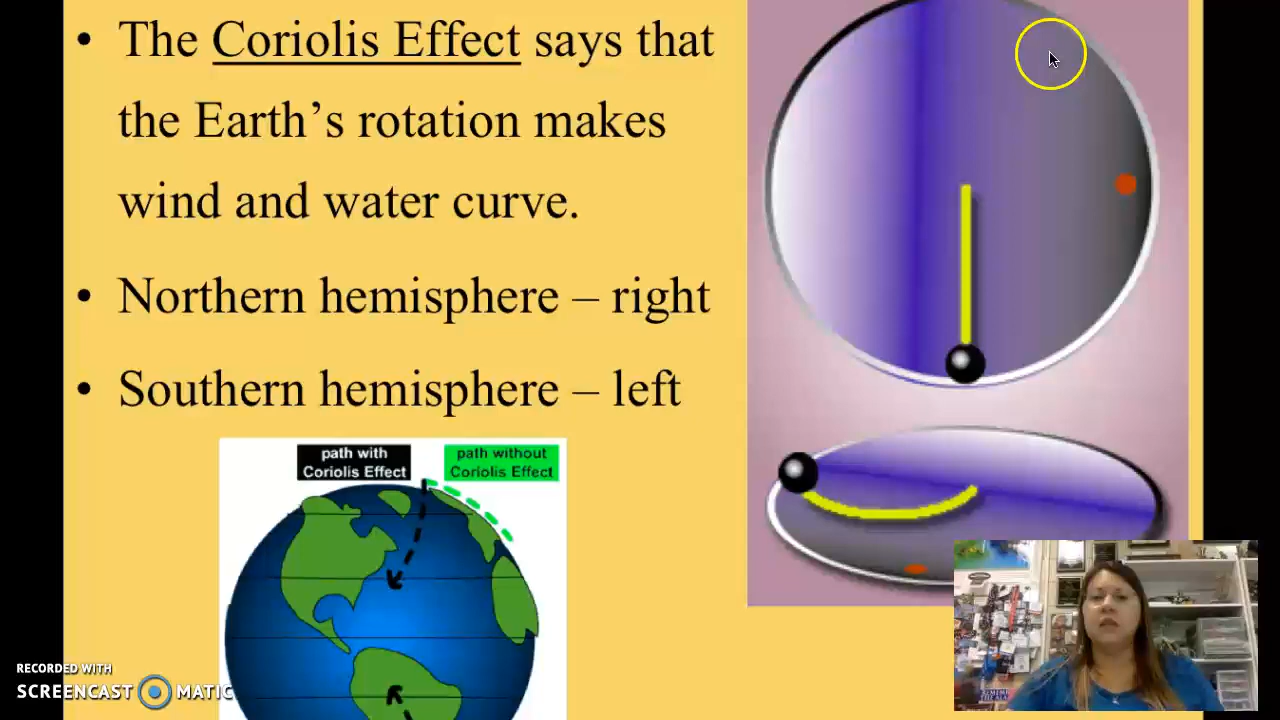 • The Coriolis Effect says that
the Earth’s rotation makes
wind and water curve.
• Northern hemisphere – right
• Southern hemisphere – left
path with
Coriolis Effect
path without
Coriolis Effect
RECORDED WITH
SCREENCAST MATIC